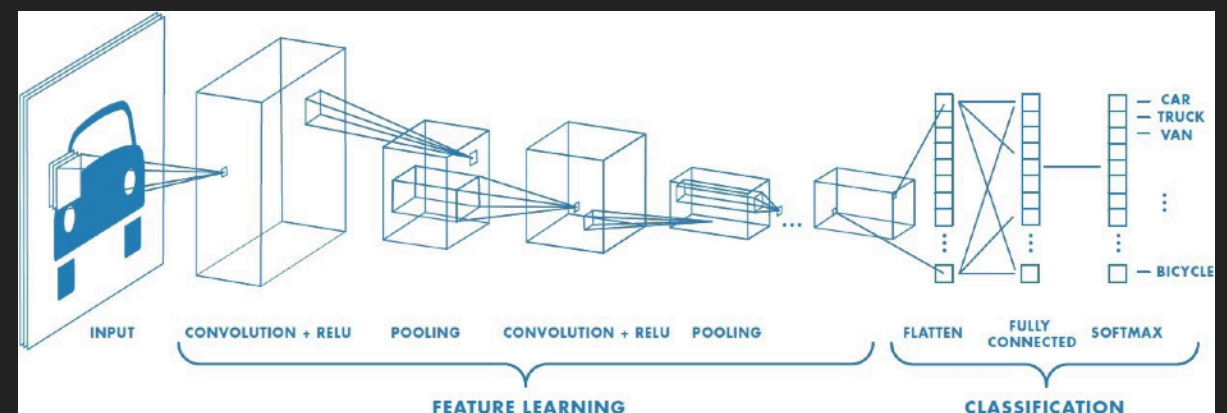 CAR
TRUCK
VAN
BICYCLE
INPUT
CONVOLUTION + RELU
POOLING
CONVOLUTION + RELU
POOLING
FLATTEN
FULLY
CONNECTED
SOFTMAX
FEATURE LEARNING
CLASSIFICATION